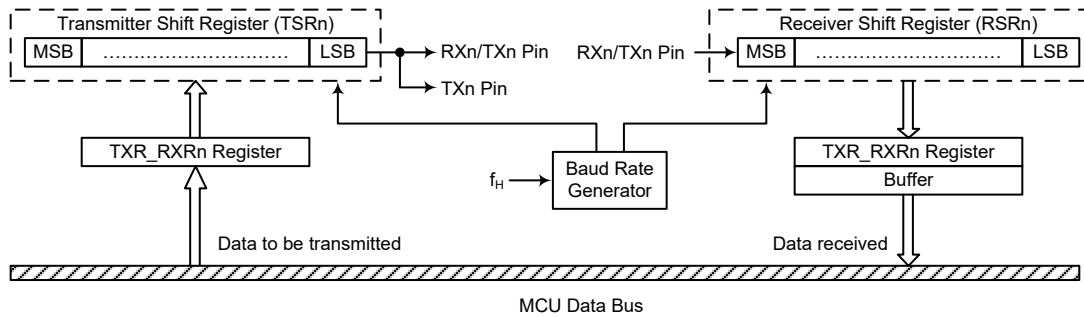 Transmitter Shift Register (TSRn)
MSB ………………………… LSB
RXn/TXn Pin
TXn Pin
Receiver Shift Register (RSRn)
RXn/TXn Pin
MSB ………………………… LSB
TXR_RXRn Register
Baud Rate
Generator
fH
TXR_RXRn Register
Buffer
Data to be transmitted
Data received
MCU Data Bus